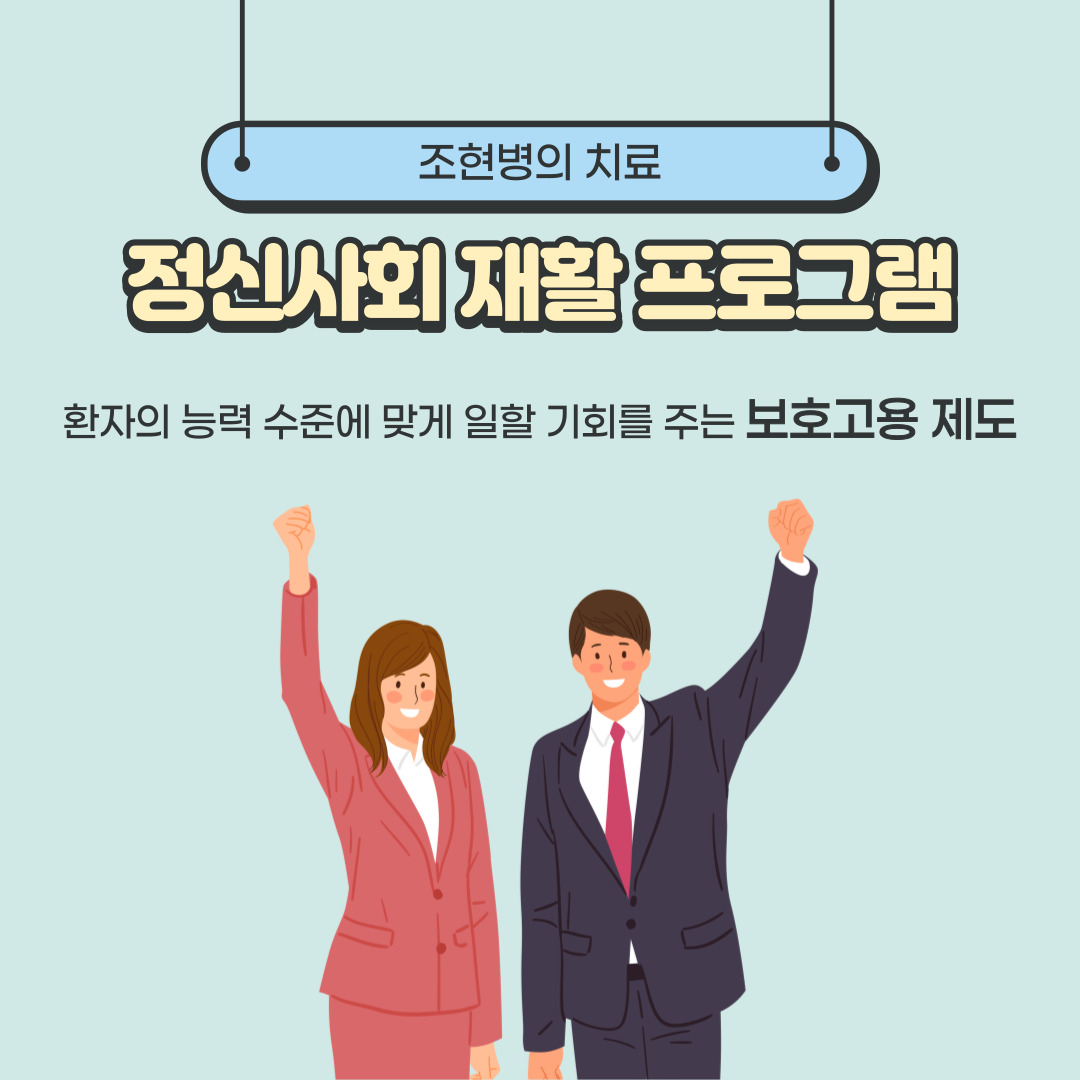 조현병의 치료
정신사회 재활 프로그램
환자의 능력 수준에 맞게 일할 기회를 주는 보호고용 제도